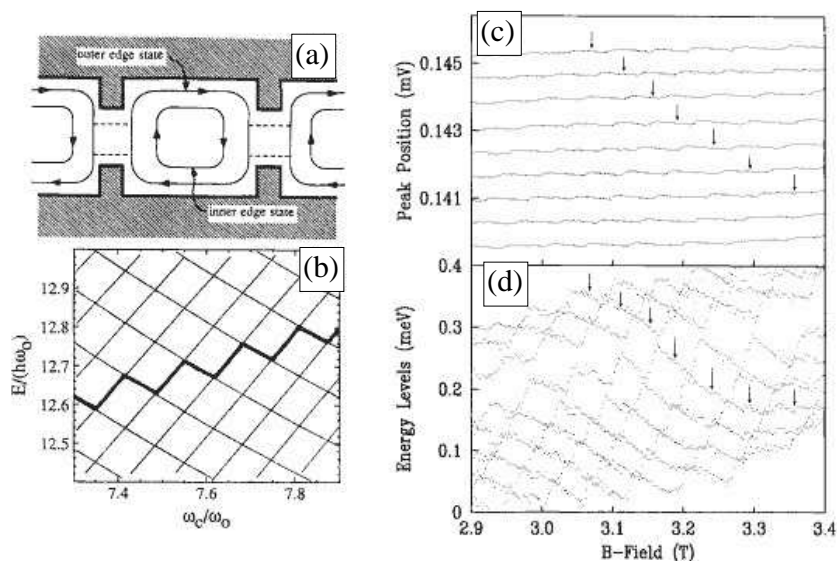 (a)
outer edge state
inner edge state
(b)
E/(ħω₀)
12.9
12.8
12.7
12.6
12.5
7.4
7.6
7.8
ω_c/ω₀
(c)
Peak Position (mV)
0.145
0.143
0.141
(d)
Energy Levels (meV)
0.4
0.3
0.2
0.1
0
2.9
3.0
3.1
3.2
3.3
3.4
B-Field (T)